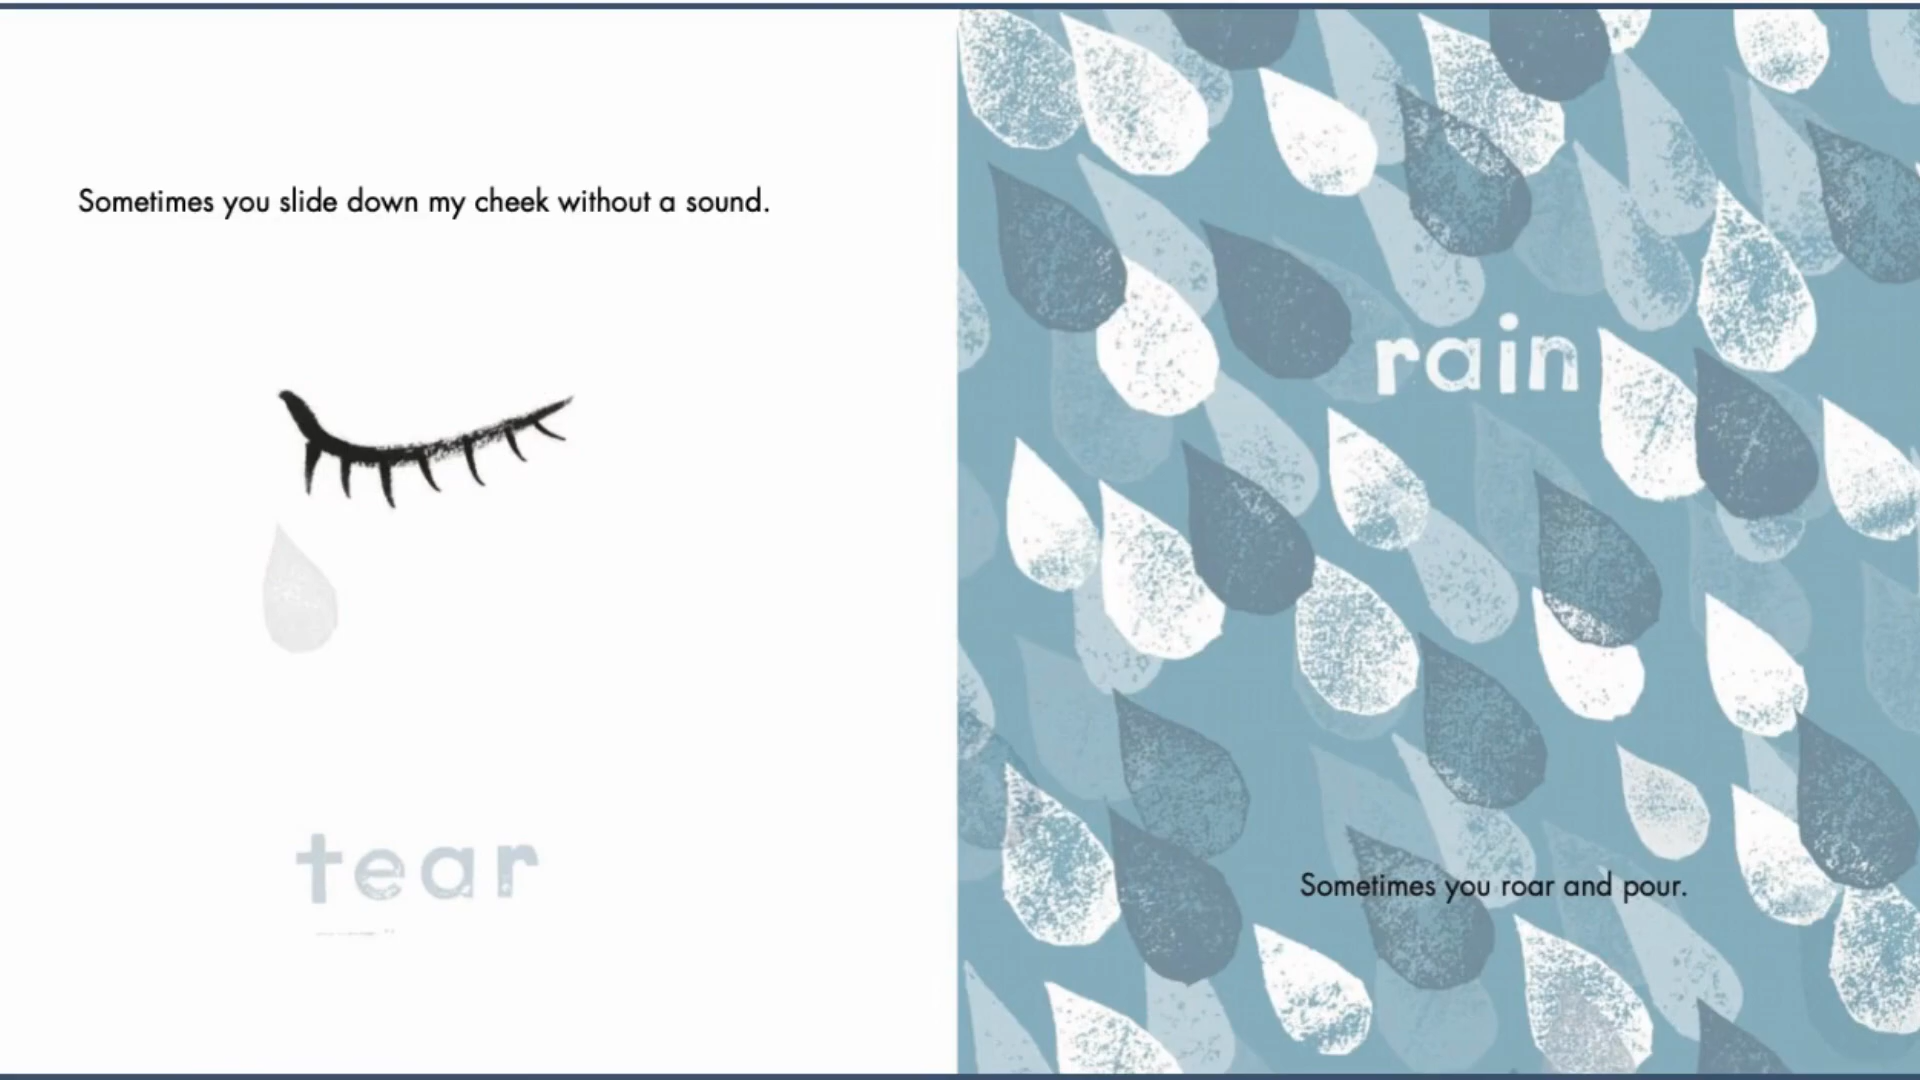 Sometimes you slide down my cheek without a sound.
tear
rain
Sometimes you roar and pour.